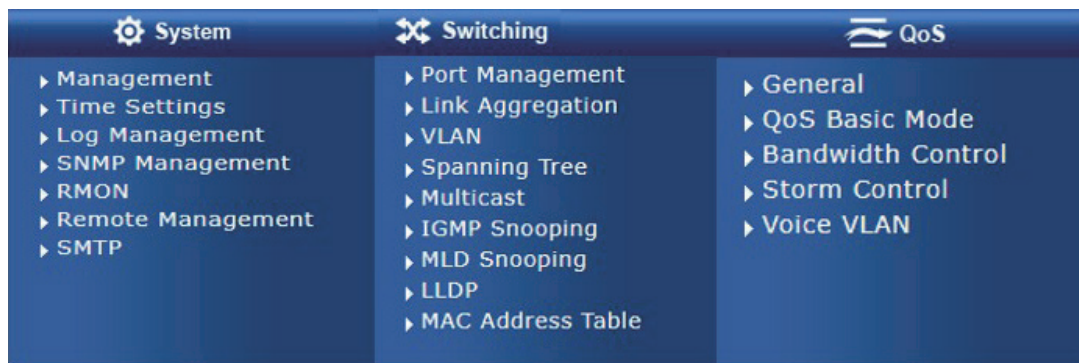 System
Management
Time Settings
Log Management
SNMP Management
RMON
Remote Management
SMTP
Switching
Port Management
Link Aggregation
VLAN
Spanning Tree
Multicast
IGMP Snooping
MLD Snooping
LLDP
MAC Address Table
QoS
General
QoS Basic Mode
Bandwidth Control
Storm Control
Voice VLAN